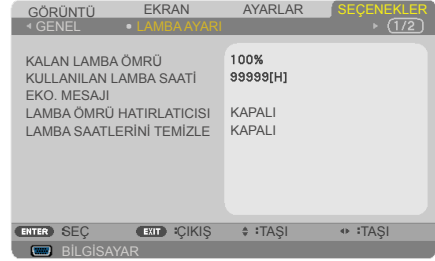 GÖRÜNTÜ EKRAN AYARLAR SEÇENEKLER
GENEL • LAMBA AYARI (1/2)
KALAN LAMBA ÖMRÜ 100%
KULLANILAN LAMBA SAATİ 99999[H]
EKO. MESAJI
LAMBA ÖMRÜ HATIRLATICISI KAPALI
LAMBA SAATLERİNİ TEMİZLE KAPALI
ENTER :SEÇ EXIT :ÇIKIŞ :TAŞI :TAŞI
BİLGİSAYAR